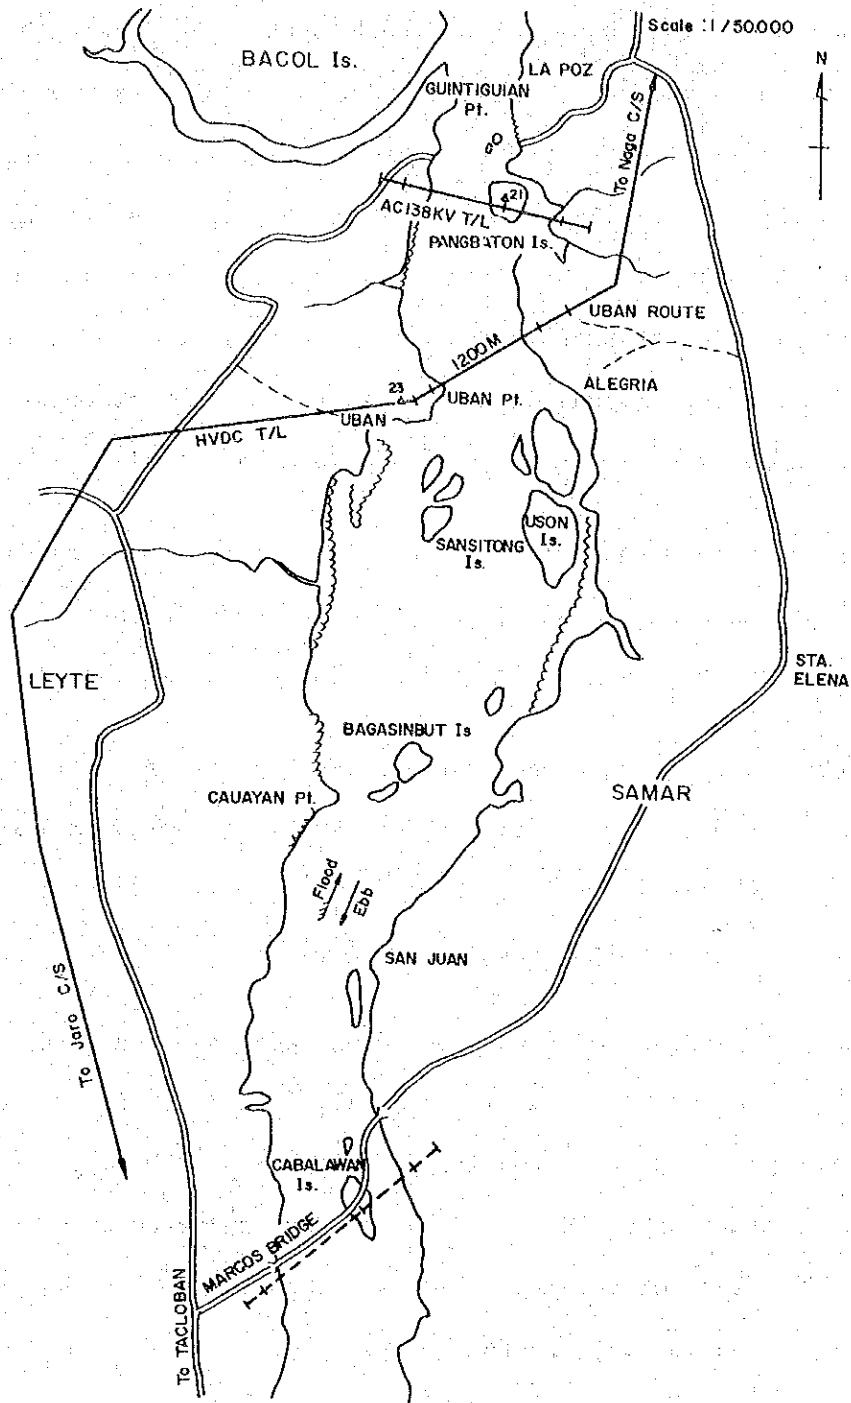 Scale :1/50.000
BACOL Is.
N
LA POZ
GUINTIGUIAN
Pt.
To Naga C/S
21
AC138KV T/L
PANGBATON Is.
UBAN ROUTE
1200M
ALEGRIA
23
UBAN Pt.
UBAN
HVDC T/L
USON
Is.
SANSITONG
Is.
STA.
ELENA
LEYTE
BAGASINBUT Is
CAUAYAN Pt.
SAMAR
Flood
Ebb
SAN JUAN
To Jaro C/S
CABALAWAN
Is.
MARCOS BRIDGE
To TACLOBAN